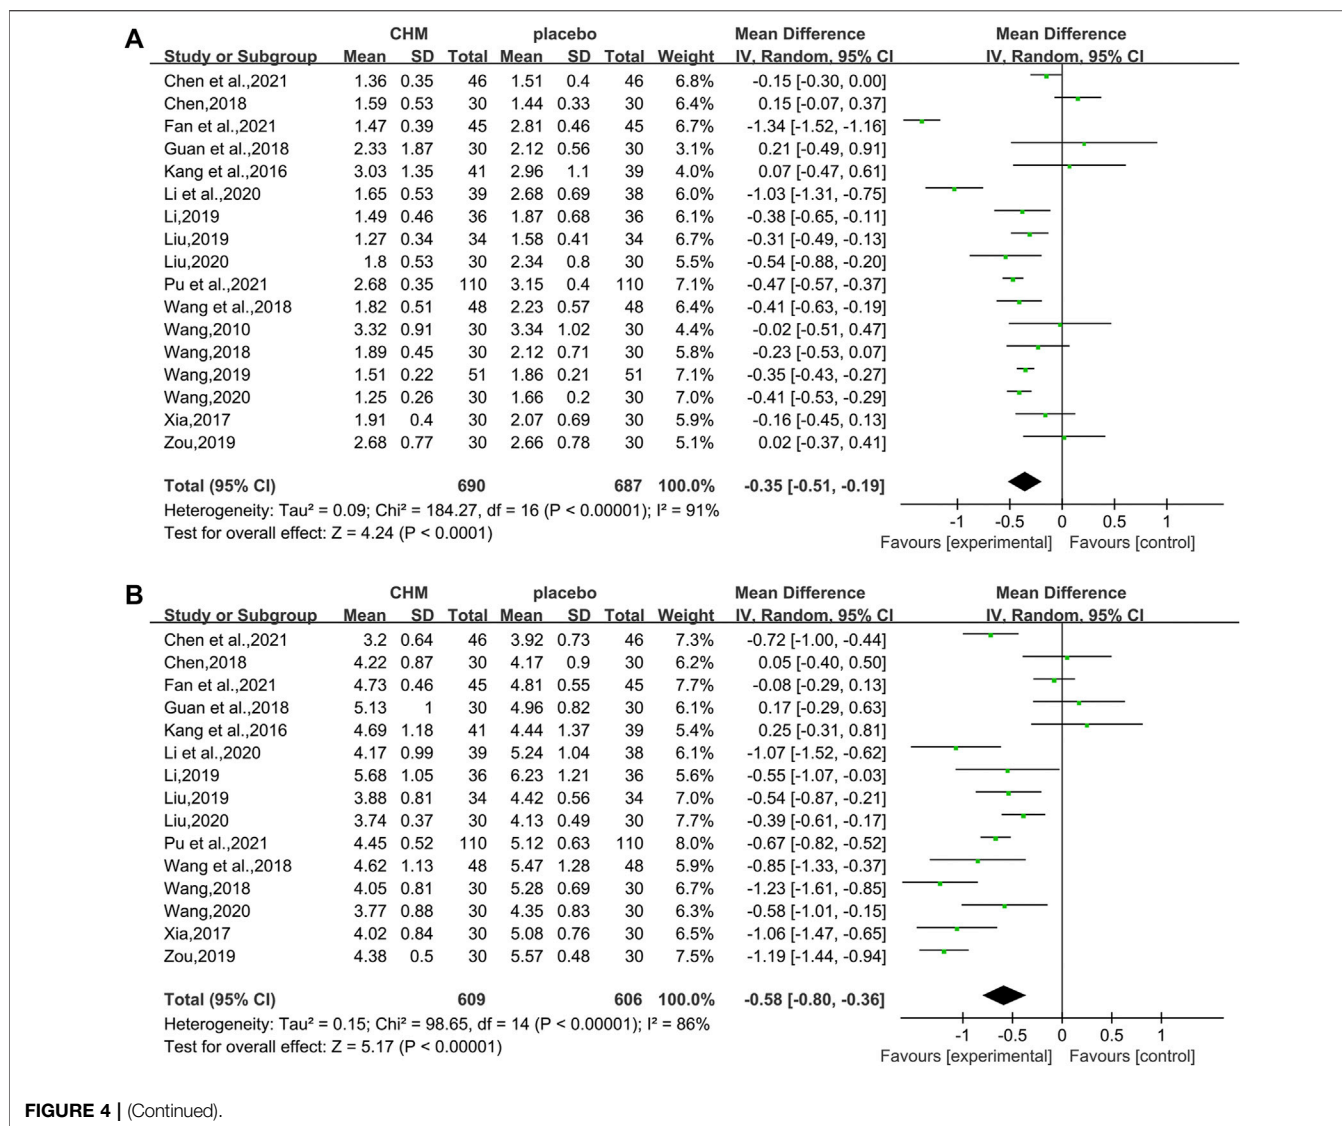 A
CHM placebo Mean Difference Mean Difference
Study or Subgroup Mean SD Total Mean SD Total Weight IV, Random, 95% CI IV, Random, 95% CI
Chen et al.,2021 1.36 0.35 46 1.51 0.4 46 6.8% -0.15 [-0.30, 0.00]
Chen,2018 1.59 0.53 30 1.44 0.33 30 6.4% 0.15 [-0.07, 0.37]
Fan et al.,2021 1.47 0.39 45 2.81 0.46 45 6.7% -1.34 [-1.52, -1.16]
Guan et al.,2018 2.33 1.87 30 2.12 0.56 30 3.1% 0.21 [-0.49, 0.91]
Kang et al.,2016 3.03 1.35 41 2.96 1.1 39 4.0% 0.07 [-0.47, 0.61]
Li et al.,2020 1.65 0.53 39 2.68 0.69 38 6.0% -1.03 [-1.31, -0.75]
Li,2019 1.49 0.46 36 1.87 0.68 36 6.1% -0.38 [-0.65, -0.11]
Liu,2019 1.27 0.34 34 1.58 0.41 34 6.7% -0.31 [-0.49, -0.13]
Liu,2020 1.8 0.53 30 2.34 0.8 30 5.5% -0.54 [-0.88, -0.20]
Pu et al.,2021 2.68 0.35 110 3.15 0.4 110 7.1% -0.47 [-0.57, -0.37]
Wang et al.,2018 1.82 0.51 48 2.23 0.57 48 6.4% -0.41 [-0.63, -0.19]
Wang,2010 3.32 0.91 30 3.34 1.02 30 4.4% -0.02 [-0.51, 0.47]
Wang,2018 1.89 0.45 30 2.12 0.71 30 5.8% -0.23 [-0.53, 0.07]
Wang,2019 1.51 0.22 51 1.86 0.21 51 7.1% -0.35 [-0.43, -0.27]
Wang,2020 1.25 0.26 30 1.66 0.2 30 7.0% -0.41 [-0.53, -0.29]
Xia,2017 1.91 0.4 30 2.07 0.69 30 5.9% -0.16 [-0.45, 0.13]
Zou,2019 2.68 0.77 30 2.66 0.78 30 5.1% 0.02 [-0.37, 0.41]
Total (95% CI) 690 687 100.0% -0.35 [-0.51, -0.19]
Heterogeneity: Tau² = 0.09; Chi² = 184.27, df = 16 (P < 0.00001); I² = 91%
Test for overall effect: Z = 4.24 (P < 0.0001)
-1 -0.5 0 0.5 1
Favours [experimental] Favours [control]
B
CHM placebo Mean Difference Mean Difference
Study or Subgroup Mean SD Total Mean SD Total Weight IV, Random, 95% CI IV, Random, 95% CI
Chen et al.,2021 3.2 0.64 46 3.92 0.73 46 7.3% -0.72 [-1.00, -0.44]
Chen,2018 4.22 0.87 30 4.17 0.9 30 6.2% 0.05 [-0.40, 0.50]
Fan et al.,2021 4.73 0.46 45 4.81 0.55 45 7.7% -0.08 [-0.29, 0.13]
Guan et al.,2018 5.13 1 30 4.96 0.82 30 6.1% 0.17 [-0.29, 0.63]
Kang et al.,2016 4.69 1.18 41 4.44 1.37 39 5.4% 0.25 [-0.31, 0.81]
Li et al.,2020 4.17 0.99 39 5.24 1.04 38 6.1% -1.07 [-1.52, -0.62]
Li,2019 5.68 1.05 36 6.23 1.21 36 5.6% -0.55 [-1.07, -0.03]
Liu,2019 3.88 0.81 34 4.42 0.56 34 7.0% -0.54 [-0.87, -0.21]
Liu,2020 3.74 0.37 30 4.13 0.49 30 7.7% -0.39 [-0.61, -0.17]
Pu et al.,2021 4.45 0.52 110 5.12 0.63 110 8.0% -0.67 [-0.82, -0.52]
Wang et al.,2018 4.62 1.13 48 5.47 1.28 48 5.9% -0.85 [-1.33, -0.37]
Wang,2018 4.05 0.81 30 5.28 0.69 30 6.7% -1.23 [-1.61, -0.85]
Wang,2020 3.77 0.88 30 4.35 0.83 30 6.3% -0.58 [-1.01, -0.15]
Xia,2017 4.02 0.84 30 5.08 0.76 30 6.5% -1.06 [-1.47, -0.65]
Zou,2019 4.38 0.5 30 5.57 0.48 30 7.5% -1.19 [-1.44, -0.94]
Total (95% CI) 609 606 100.0% -0.58 [-0.80, -0.36]
Heterogeneity: Tau² = 0.15; Chi² = 98.65, df = 14 (P < 0.00001); I² = 86%
Test for overall effect: Z = 5.17 (P < 0.00001)
-1 -0.5 0 0.5 1
Favours [experimental] Favours [control]
FIGURE 4 | (Continued).